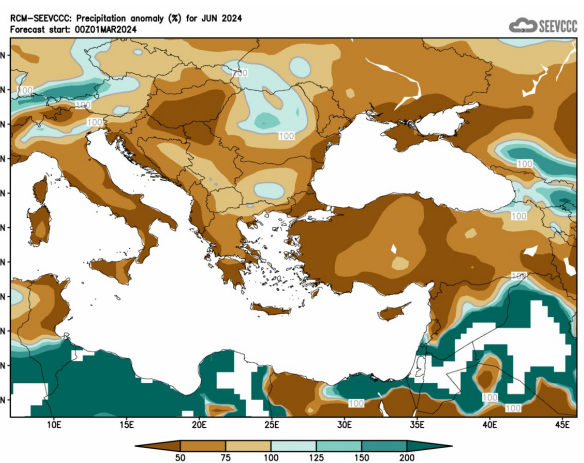 RCM-SEEVCCC: Precipitation anomaly (%) for JUN 2024
Forecast start: 00Z01MAR2024
SEEVCCC
N
N
100
100
100
N
100
100
N
N
100
N
N
100
N
N
N
100
100
100
N
10E 15E 20E 25E 30E 35E 40E 45E
50 75 100 125 150 200